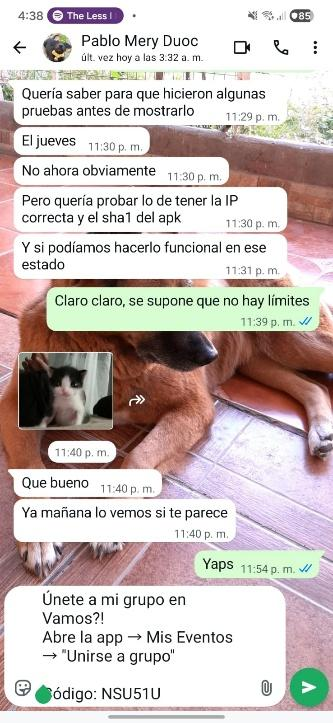 4:38 The Less I
85
Pablo Mery Duoc
últ. vez hoy a las 3:32 a. m.
Quería saber para que hicieron algunas
pruebas antes de mostrarlo
11:29 p. m.
El jueves 11:30 p. m.
No ahora obviamente 11:30 p. m.
Pero quería probar lo de tener la IP
correcta y el sha1 del apk
11:30 p. m.
Y si podíamos hacerlo funcional en ese
estado
11:31 p. m.
Claro claro, se supone que no hay límites
11:39 p. m.
11:40 p. m.
Que bueno 11:40 p. m.
Ya mañana lo vemos si te parece
11:40 p. m.
Yaps 11:54 p. m.
Únete a mi grupo en
Vamos?!
Abre la app → Mis Eventos
→ "Unirse a grupo"
Código: NSU51U